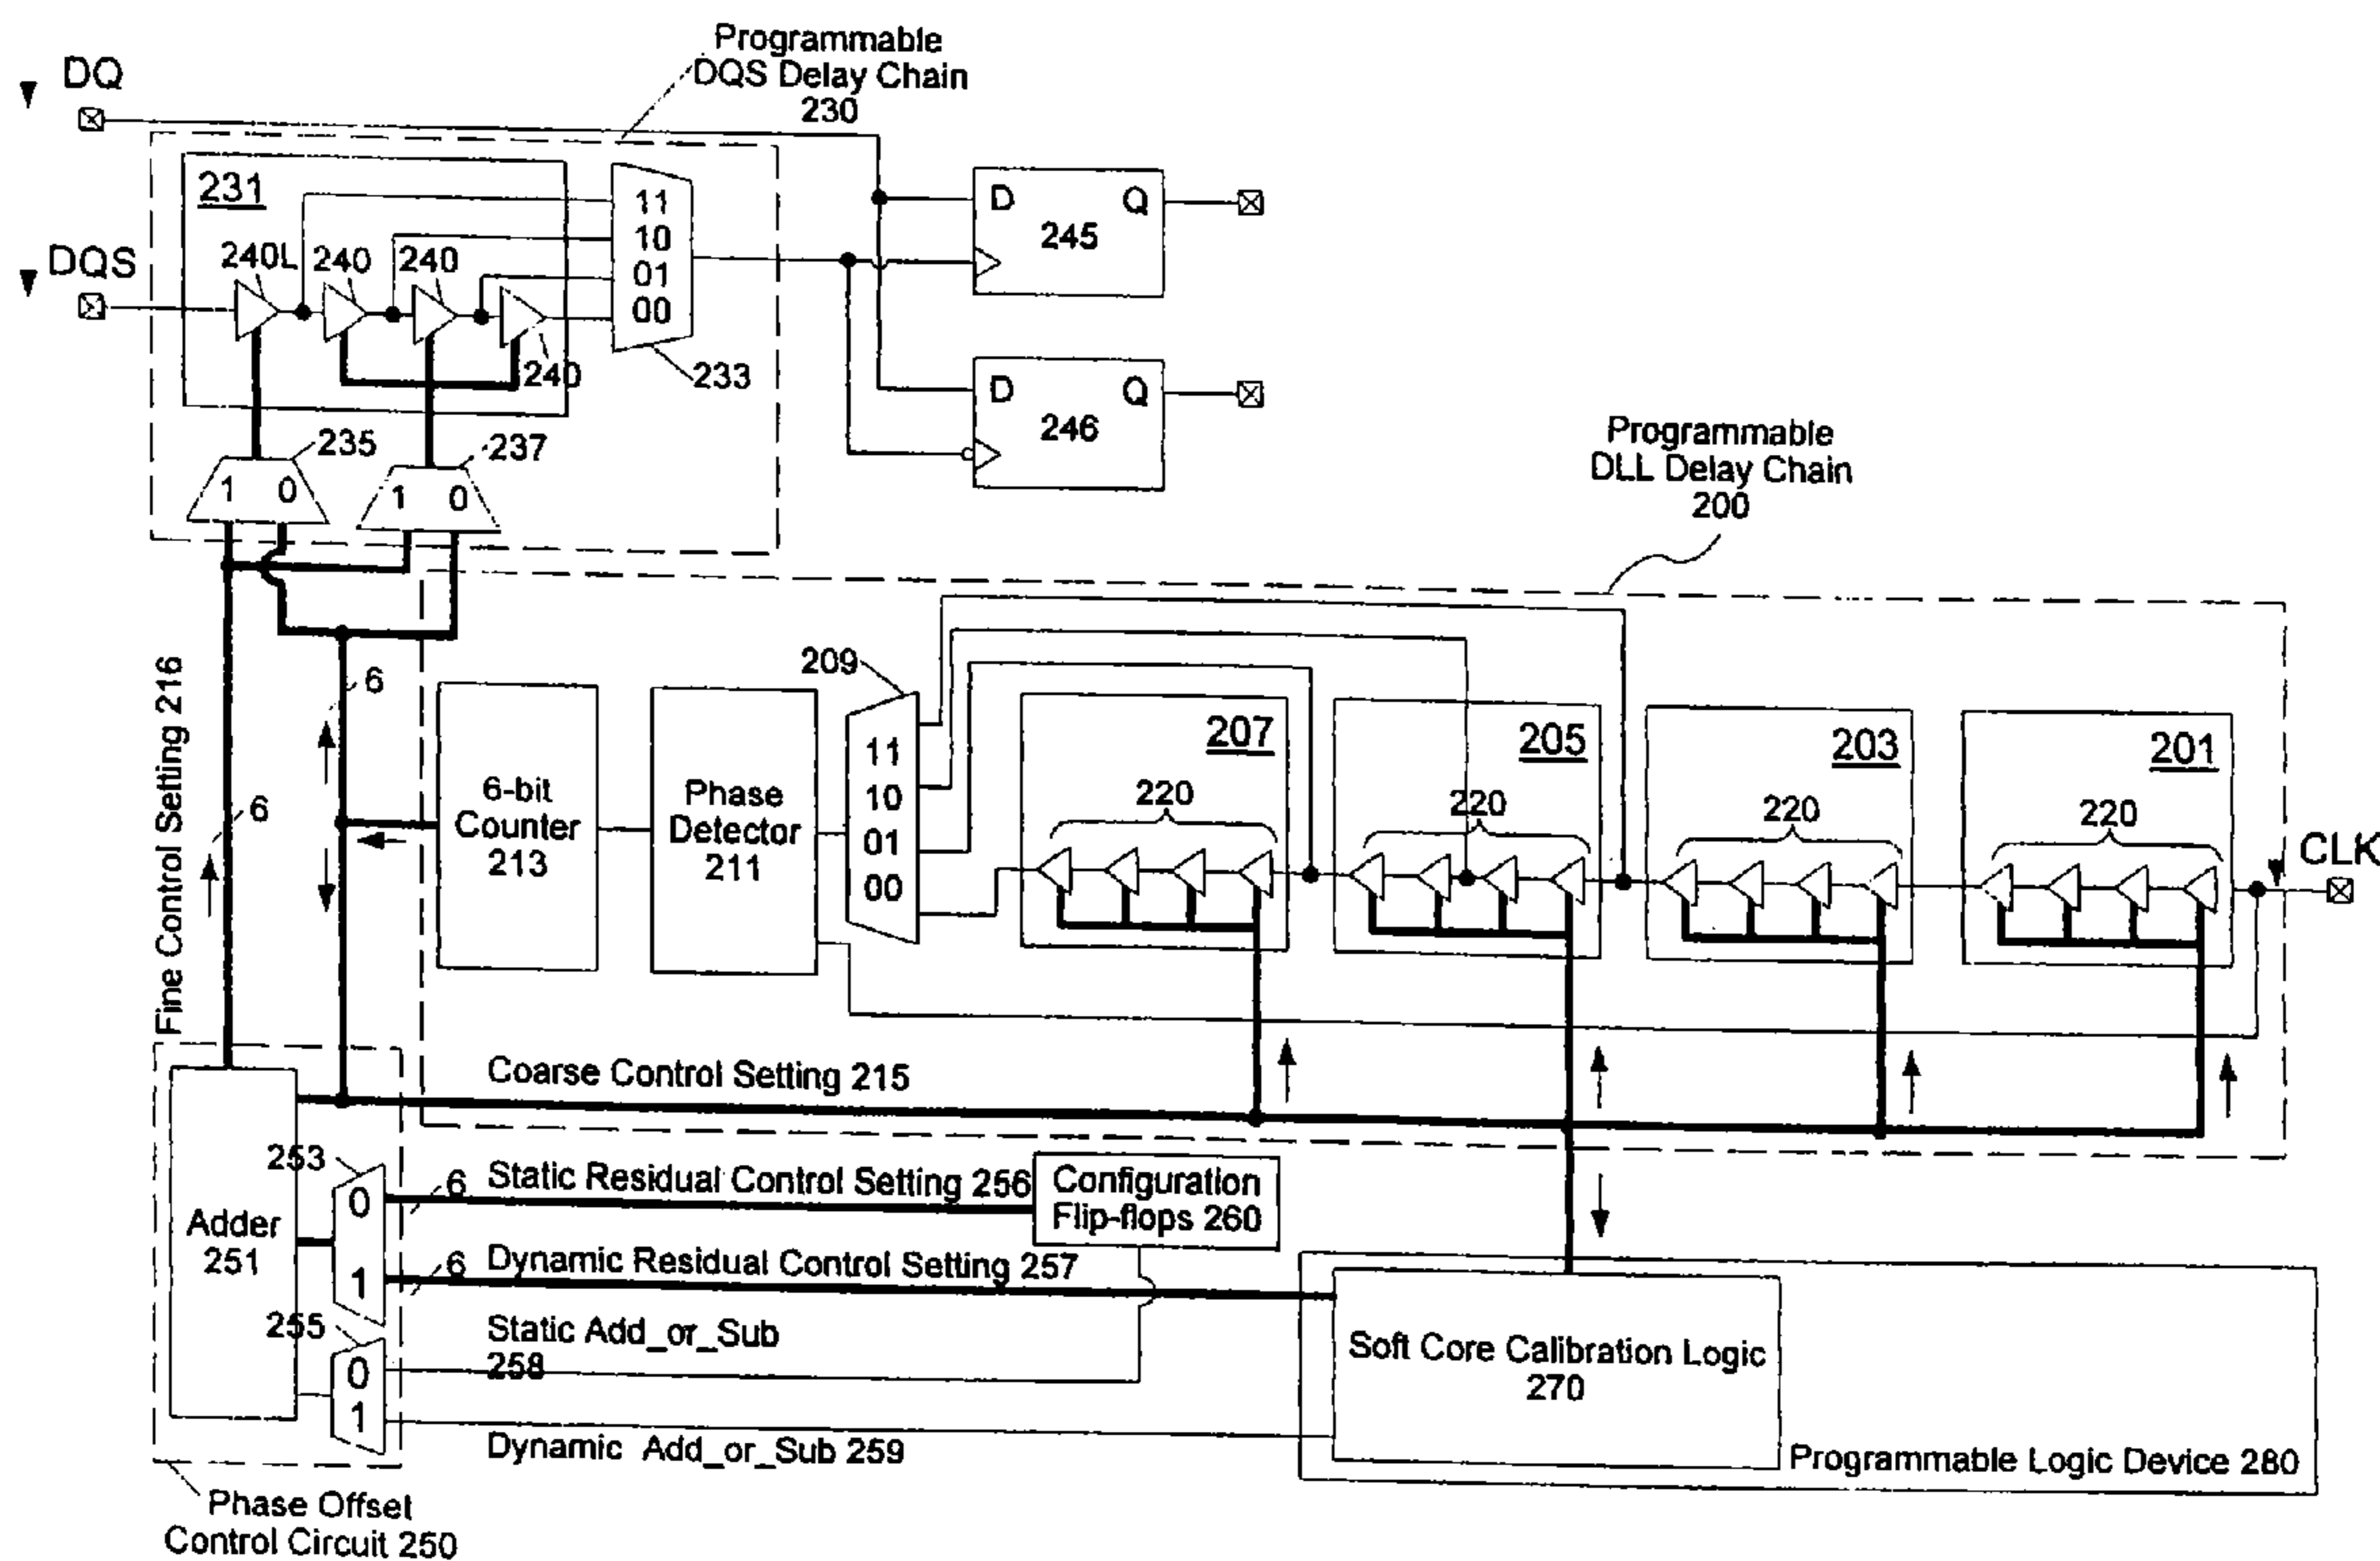 Programmable
DQS Delay Chain
230
DQ
231
11
10
01
00
DQS
240L
240
240
240
233
D
Q
245
D
Q
246
235
237
1
0
1
0
Programmable
DLL Delay Chain
200
Fine Control Setting 216
6
6
6-bit
Counter
213
Phase
Detector
211
209
11
10
01
00
207
220
205
220
203
220
201
220
CLK
Coarse Control Setting 215
Adder
251
253
0
1
255
0
1
6
Static Residual Control Setting 256
Configuration
Flip-flops 260
6
Dynamic Residual Control Setting 257
Static Add_or_Sub
258
Dynamic Add_or_Sub 259
Soft Core Calibration Logic
270
Programmable Logic Device 280
Phase Offset
Control Circuit 250